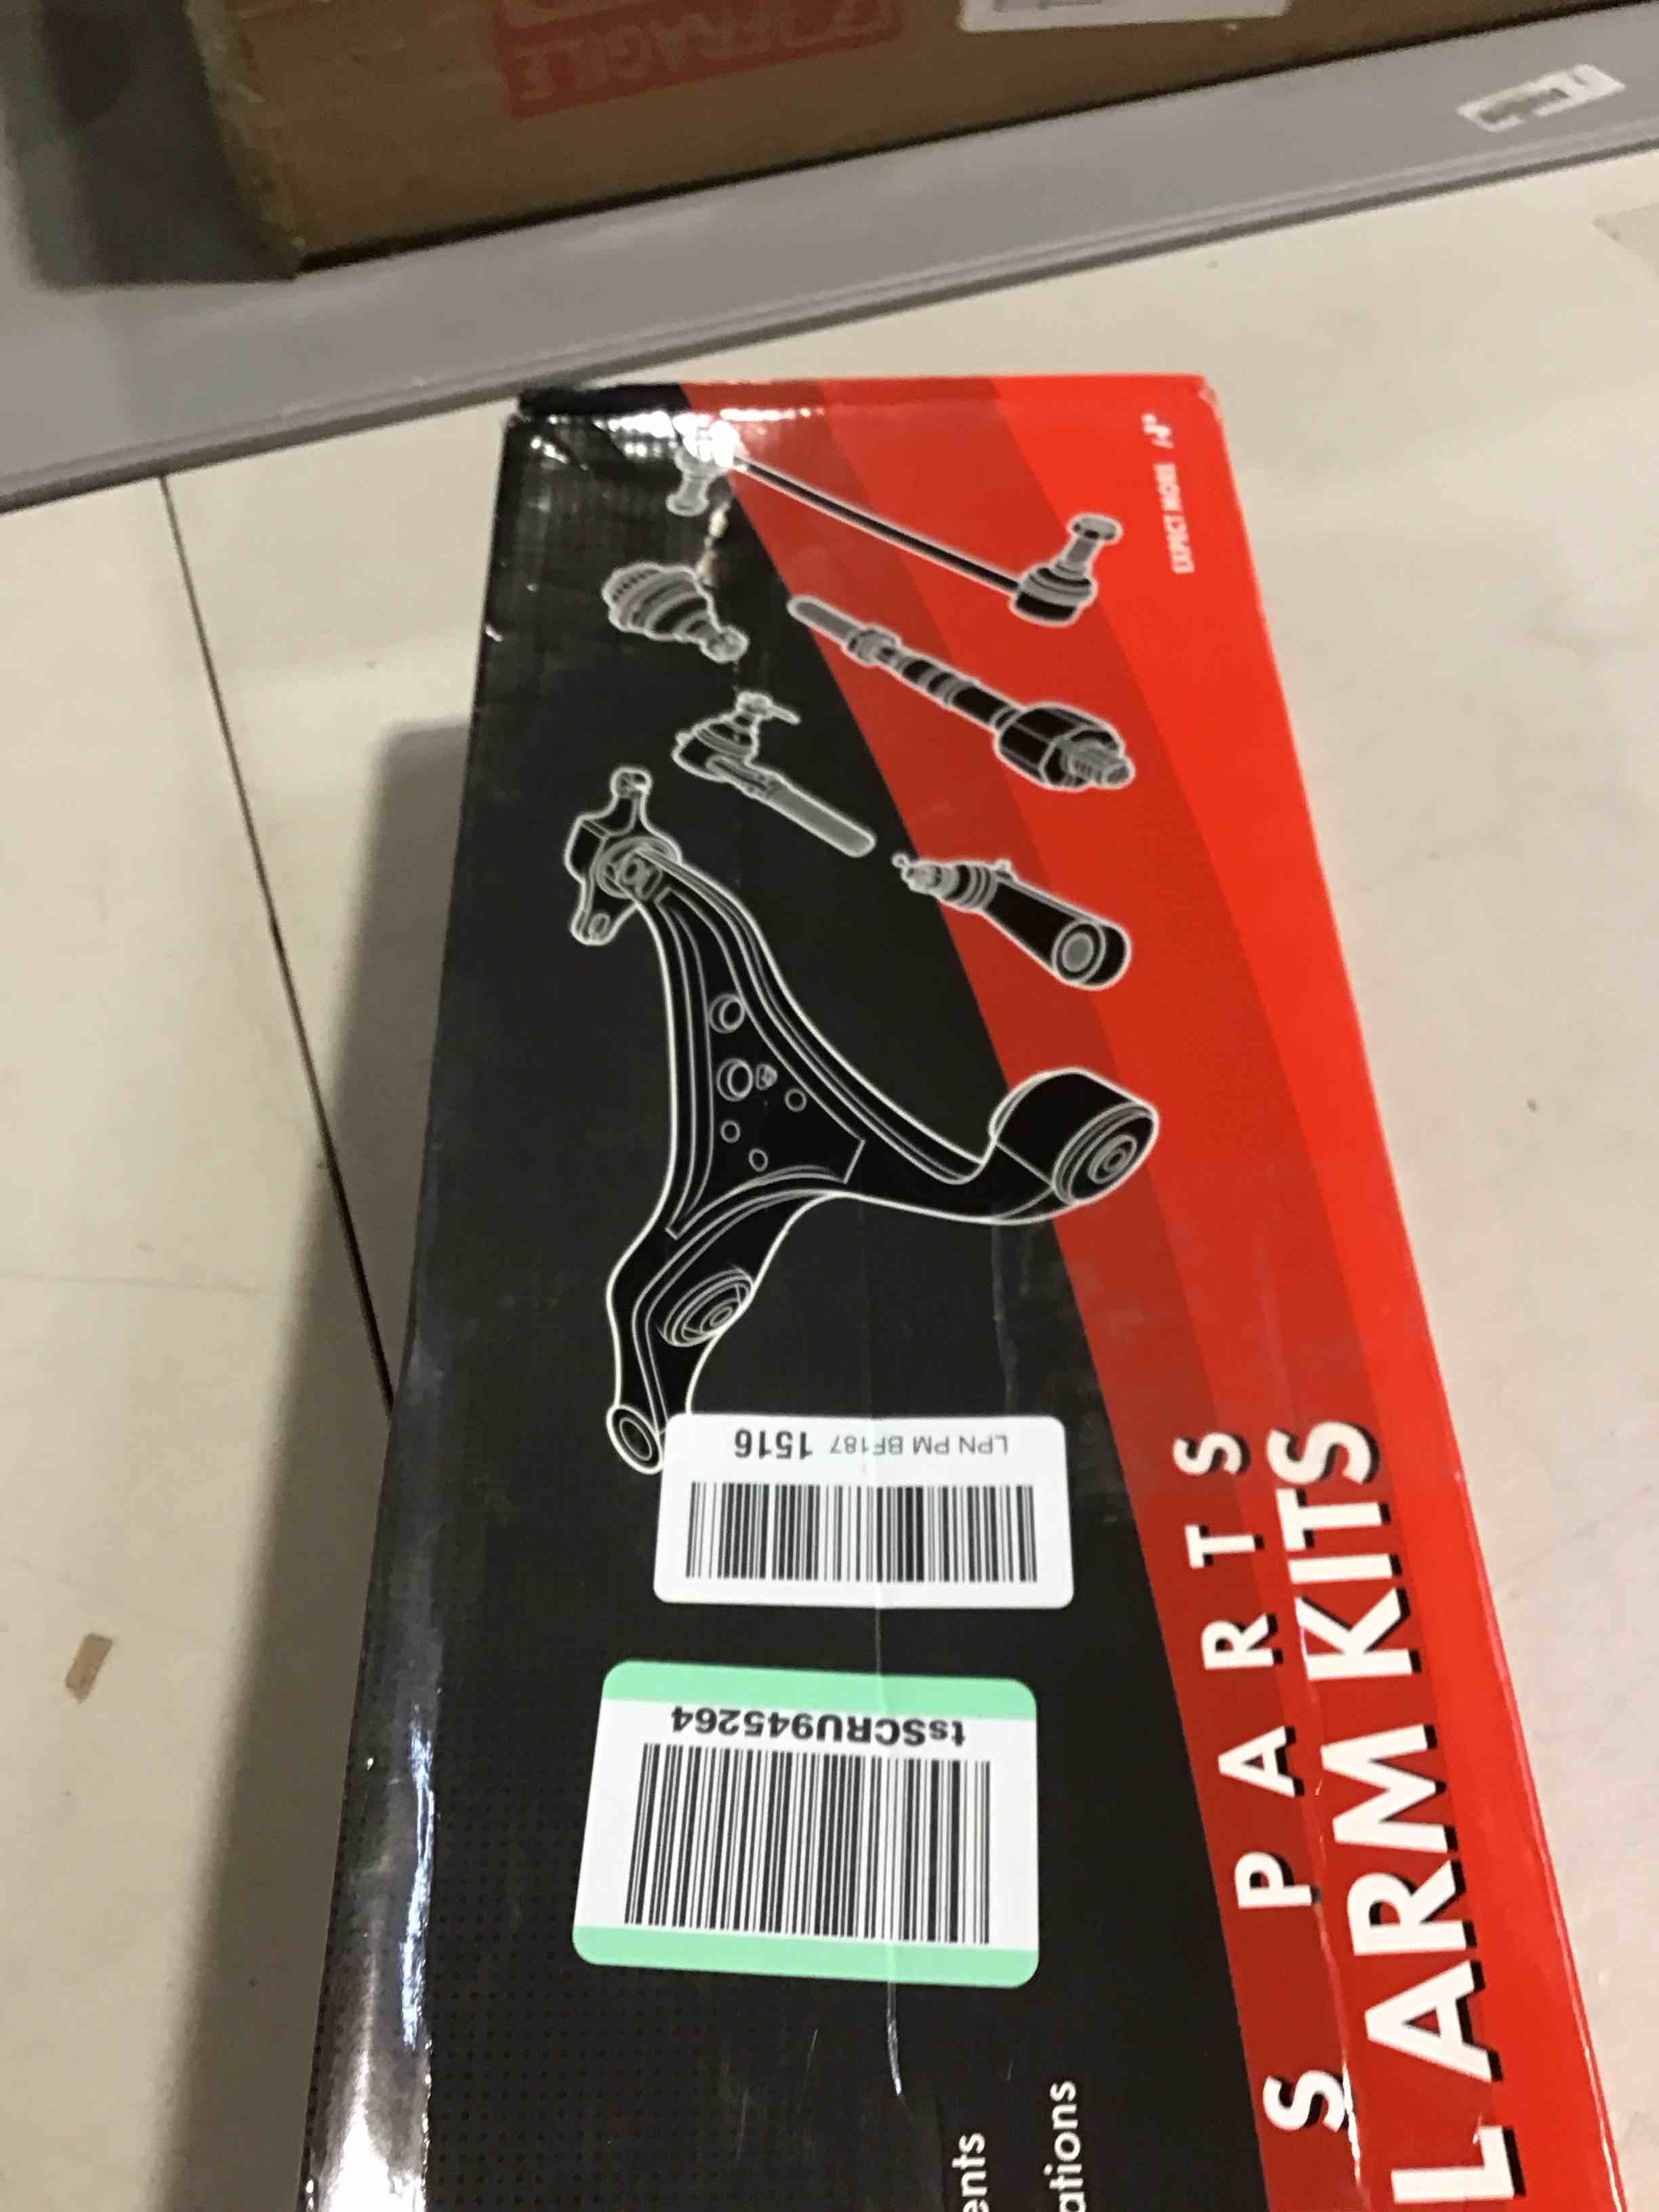 FRAGILE
EXPECT MORE
S PARTS
L ARM KITS
LPN PM BF187 1516
tsSCRU945264
ents
ations